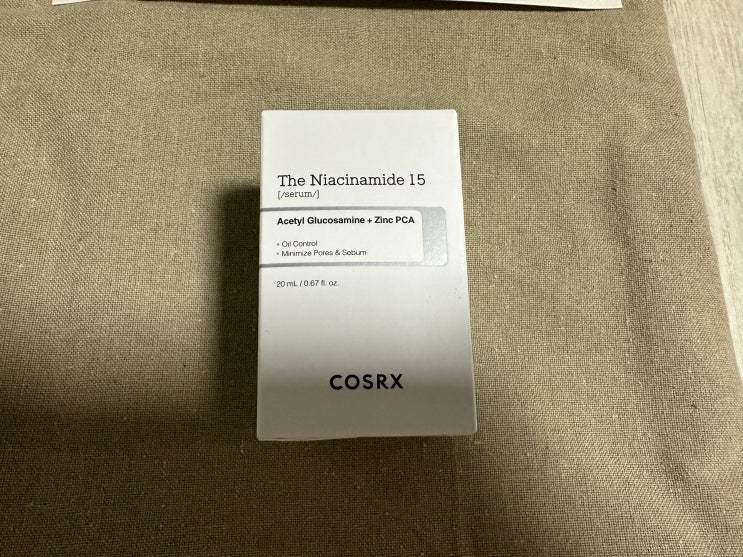 The Niacinamide 15
[/serum/]
Acetyl Glucosamine + Zinc PCA
• Oil Control
• Minimize Pores & Sebum
20 mL / 0.67 fl. oz.
COSRX